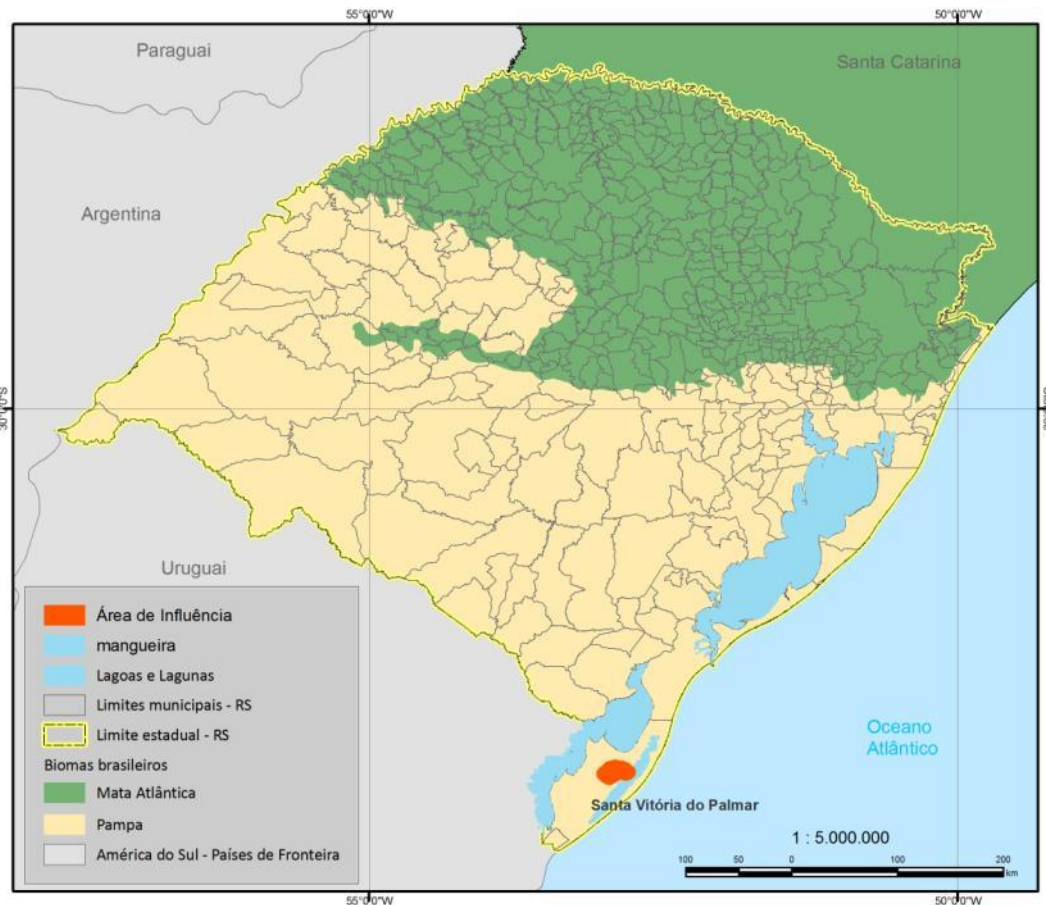 55°0'0"W
50°0'0"W
Paraguai
Santa Catarina
Argentina
30°0'0"S
Uruguai
Área de Influência
mangueira
Lagoas e Lagunas
Limites municipais - RS
Limite estadual - RS
Biomas brasileiros
Mata Atlântica
Pampa
América do Sul - Países de Fronteira
Oceano
Atlântico
Santa Vitória do Palmar
1 : 5.000.000
100 50 0 100 200
km
55°0'0"W
50°0'0"W